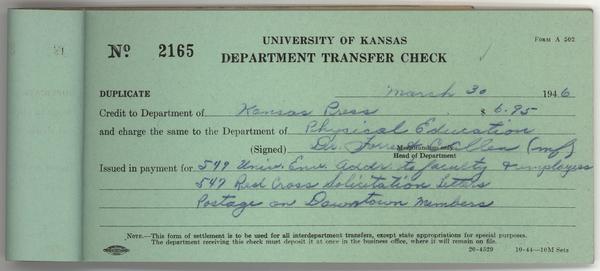 UNIVERSITY OF KANSAS
FORM A 502
No 2165
DEPARTMENT TRANSFER CHECK
DUPLICATE March 30 1946
Credit to Department of Kansas Press $ 6.95
and charge the same to the Department of Physical Education
(Signed) Dr. Forrest C. Allen (mf)
Memorandum only
Head of Department
Issued in payment for 549 Univ. Env. Addr. to faculty & employees
547 Red Cross Solicitation letters
Postage on Downtown Members
NOTE.—This form of settlement is to be used for all interdepartment transfers, except state appropriations for special purposes.
The department receiving this check must deposit it at once in the business office, where it will remain on file.
20-4529 10-44—10M Sets